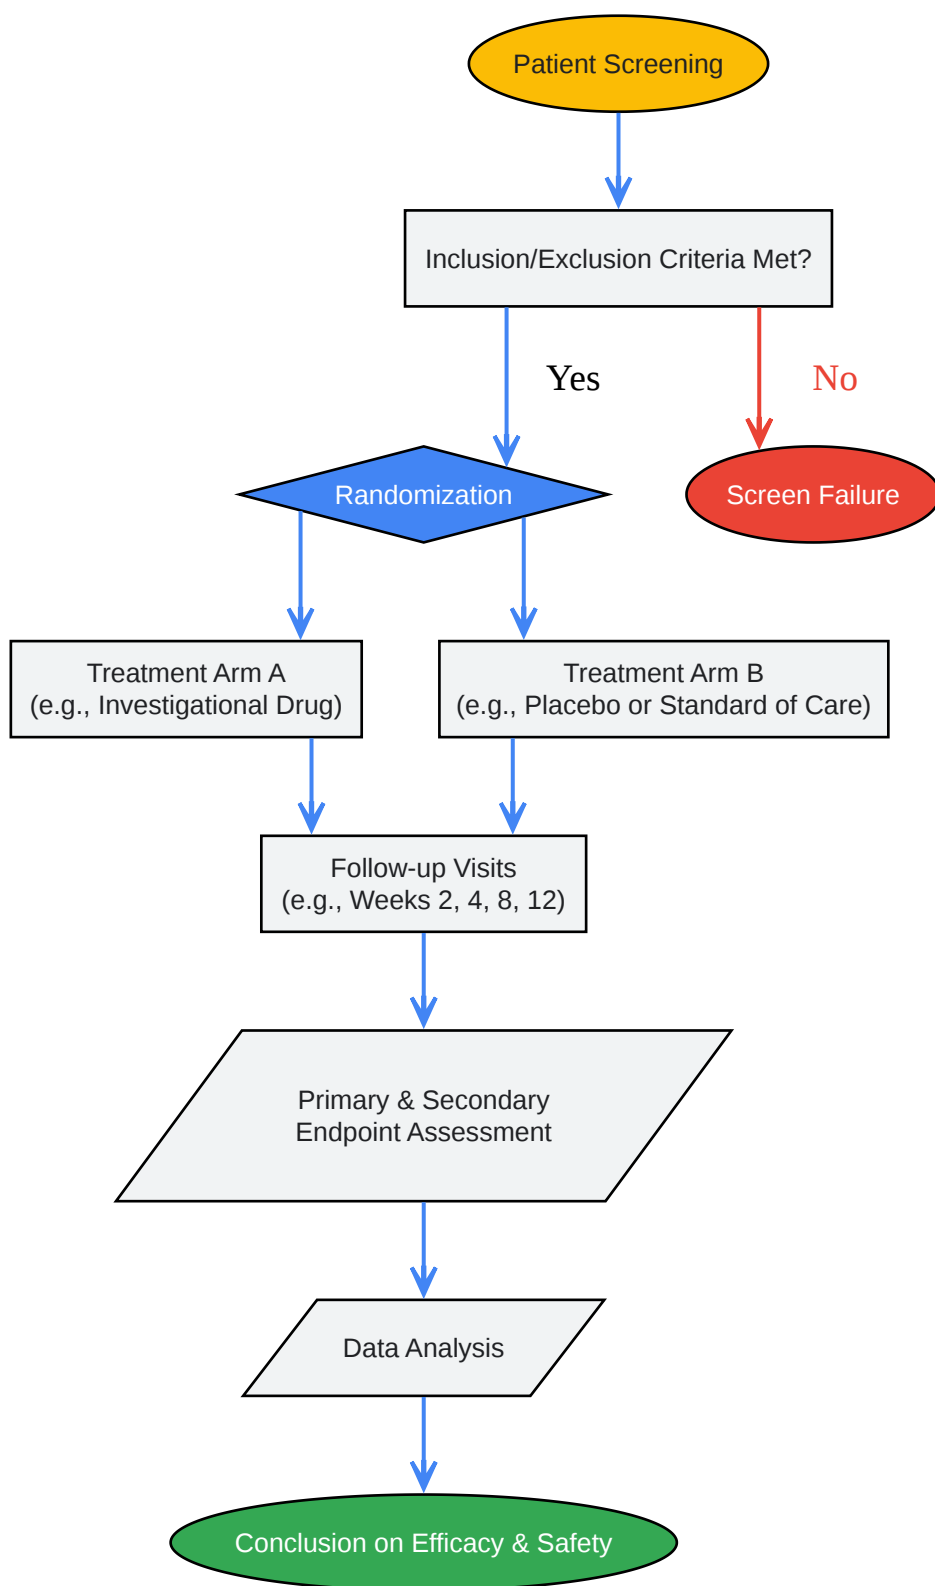 Patient Screening
Inclusion/Exclusion Criteria Met?
Yes
No
Randomization
Screen Failure
Treatment Arm A
(e.g., Investigational Drug)
Treatment Arm B
(e.g., Placebo or Standard of Care)
Follow-up Visits
(e.g., Weeks 2, 4, 8, 12)
Primary & Secondary
Endpoint Assessment
Data Analysis
Conclusion on Efficacy & Safety